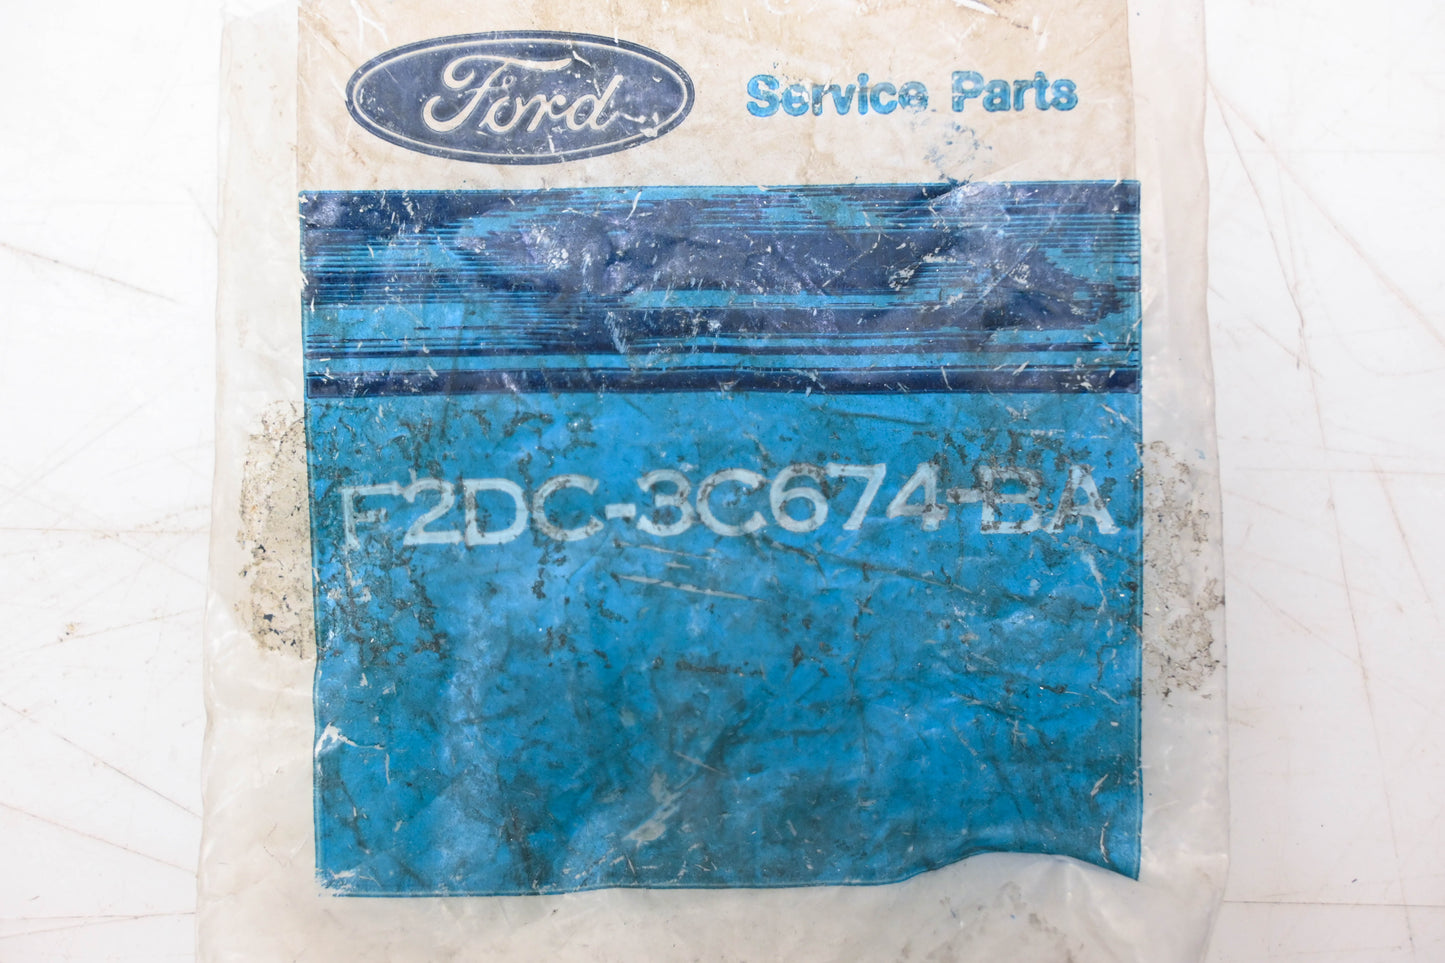 Ford
Service Parts
F2DC-3C674-BA